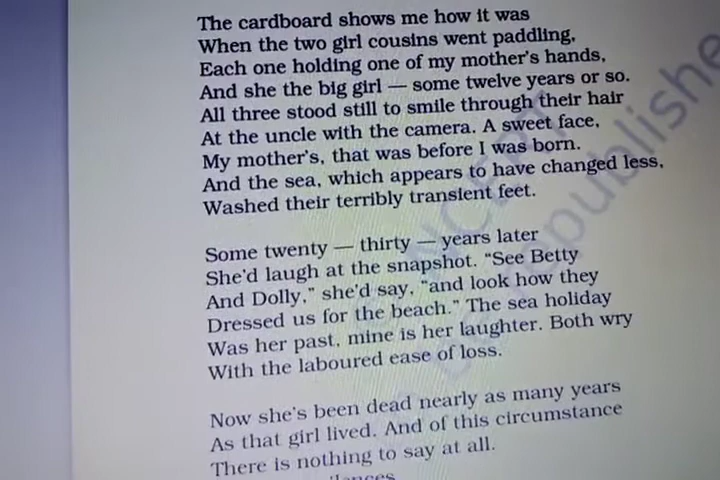 The cardboard shows me how it was
When the two girl cousins went paddling,
Each one holding one of my mother's hands,
And she the big girl — some twelve years or so.
All three stood still to smile through their hair
At the uncle with the camera. A sweet face,
My mother's, that was before I was born.
And the sea, which appears to have changed less,
Washed their terribly transient feet.
Some twenty — thirty — years later
She'd laugh at the snapshot. “See Betty
And Dolly,” she'd say, “and look how they
Dressed us for the beach.” The sea holiday
Was her past, mine is her laughter. Both wry
With the laboured ease of loss.
Now she's been dead nearly as many years
As that girl lived. And of this circumstance
There is nothing to say at all.
NCERT
republishe